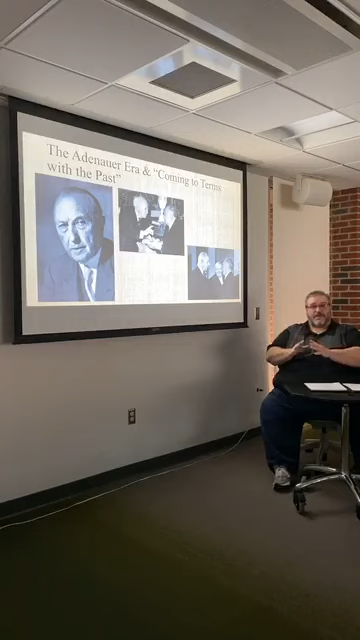 The Adenauer Era & "Coming to Terms
with the Past"